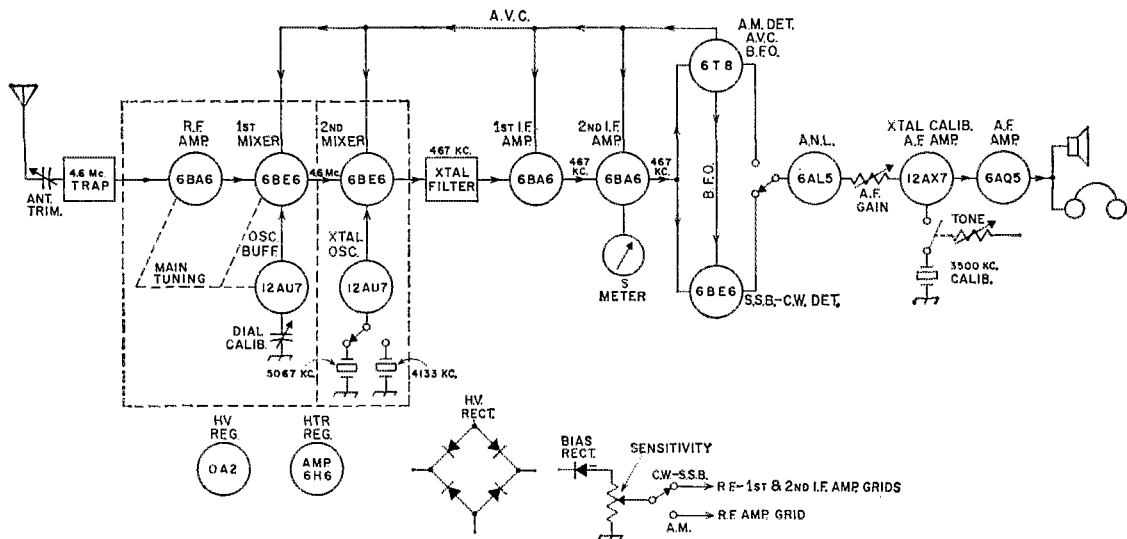 A.V.C.
A.M. DET.
A.V.C.
B.F.O.
6T8
4.6 Mc.
TRAP
ANT.
TRIM.
R.F.
AMP.
6BA6
1ST
MIXER
6BE6
4.6 Mc.
2ND
MIXER
6BE6
467 KC.
XTAL
FILTER
1ST I.F.
AMP.
6BA6
467
KC.
2ND I.F.
AMP.
6BA6
467
KC.
B.F.O.
A.N.L.
6AL5
A.F.
GAIN
XTAL CALIB.
A.F. AMP.
12AX7
A.F.
AMP.
6AQ5
MAIN
TUNING
OSC.
BUFF.
12AU7
XTAL
OSC.
12AU7
DIAL
CALIB.
5067 KC.
4133 KC.
S
METER
6BE6
S.S.B.-C.W. DET.
TONE
3500 KC.
CALIB.
HV
REG.
OA2
HTR
REG.
AMP.
6H6
H.V.
RECT.
BIAS
RECT.
SENSITIVITY
C.W.-S.S.B.
R.F.-1ST & 2ND I.F. AMP. GRIDS
R.F. AMP. GRID
A.M.